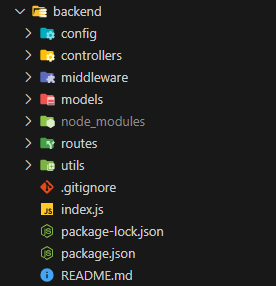 backend
config
controllers
middleware
models
node_modules
routes
utils
.gitignore
index.js
package-lock.json
package.json
README.md